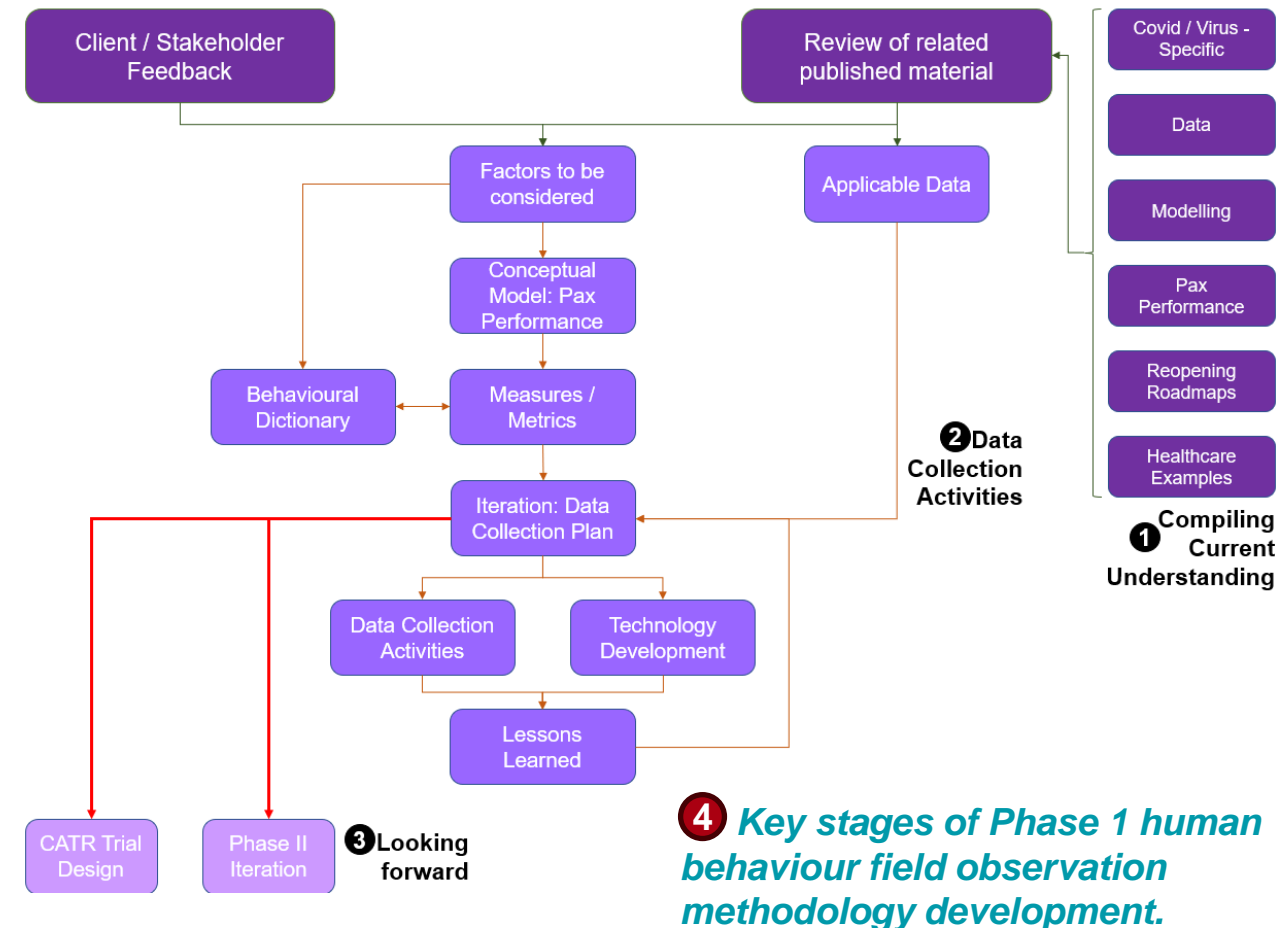 Client / Stakeholder
Feedback
Review of related
published material
Covid / Virus -
Specific
Data
Modelling
Pax
Performance
Reopening
Roadmaps
Healthcare
Examples
1 Compiling
Current
Understanding
Factors to be
considered
Applicable Data
Conceptual
Model: Pax
Performance
Behavioural
Dictionary
Measures /
Metrics
2 Data
Collection
Activities
Iteration: Data
Collection Plan
Data Collection
Activities
Technology
Development
Lessons
Learned
CATR Trial
Design
Phase II
Iteration
3 Looking
forward
4 Key stages of Phase 1 human
behaviour field observation
methodology development.